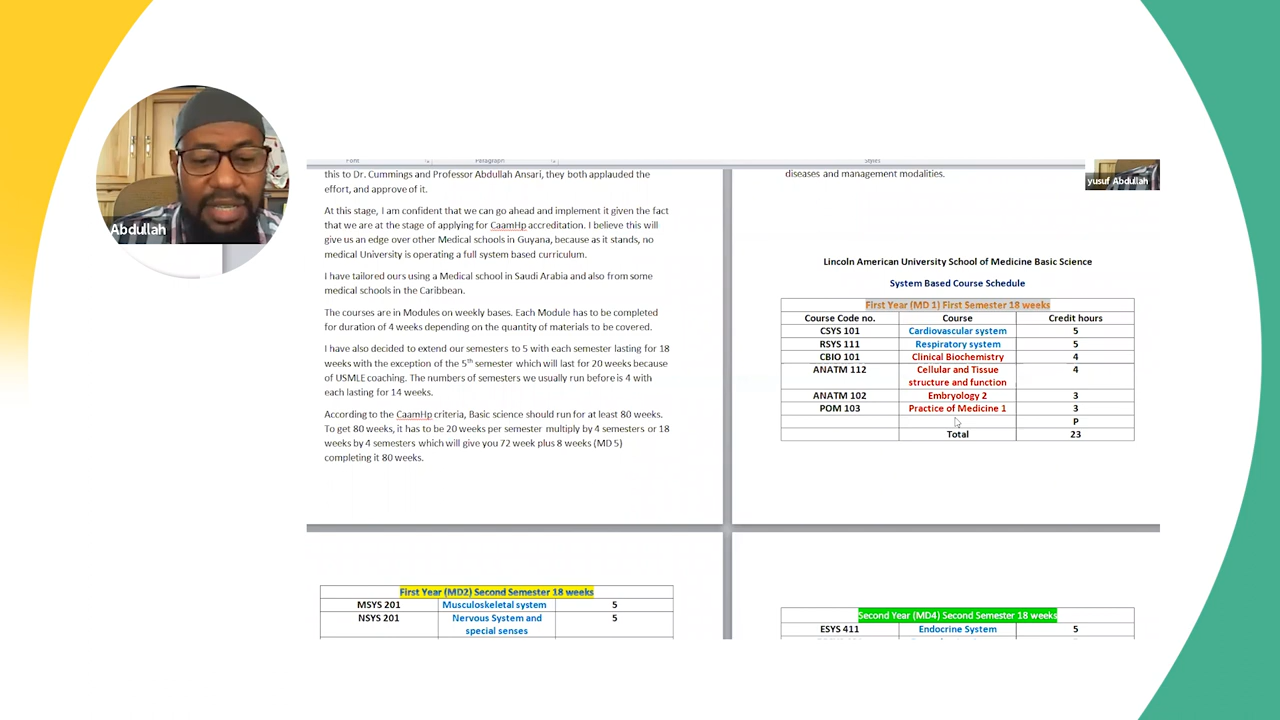 Font
Paragraph
Styles
Abdullah
yusuf Abdullah
this to Dr. Cummings and Professor Abdullah Ansari, they both applauded the
effort, and approve of it.
At this stage, I am confident that we can go ahead and implement it given the fact
that we are at the stage of applying for CaamHp accreditation. I believe this will
give us an edge over other Medical schools in Guyana, because as it stands, no
medical University is operating a full system based curriculum.
I have tailored ours using a Medical school in Saudi Arabia and also from some
medical schools in the Caribbean.
The courses are in Modules on weekly bases. Each Module has to be completed
for duration of 4 weeks depending on the quantity of materials to be covered.
I have also decided to extend our semesters to 5 with each semester lasting for 18
weeks with the exception of the 5th semester which will last for 20 weeks because
of USMLE coaching. The numbers of semesters we usually run before is 4 with
each lasting for 14 weeks.
According to the CaamHp criteria, Basic science should run for at least 80 weeks.
To get 80 weeks, it has to be 20 weeks per semester multiply by 4 semesters or 18
weeks by 4 semesters which will give you 72 week plus 8 weeks (MD 5)
completing it 80 weeks.
diseases and management modalities.
Lincoln American University School of Medicine Basic Science
System Based Course Schedule
First Year (MD 1) First Semester 18 weeks
Course Code no. Course Credit hours
CSYS 101 Cardiovascular system 5
RSYS 111 Respiratory system 5
CBIO 101 Clinical Biochemistry 4
ANATM 112 Cellular and Tissue 4
structure and function
ANATM 102 Embryology 2 3
POM 103 Practice of Medicine 1 3
P
Total 23
First Year (MD2) Second Semester 18 weeks
MSYS 201 Musculoskeletal system 5
NSYS 201 Nervous System and 5
special senses
Second Year (MD4) Second Semester 18 weeks
ESYS 411 Endocrine System 5